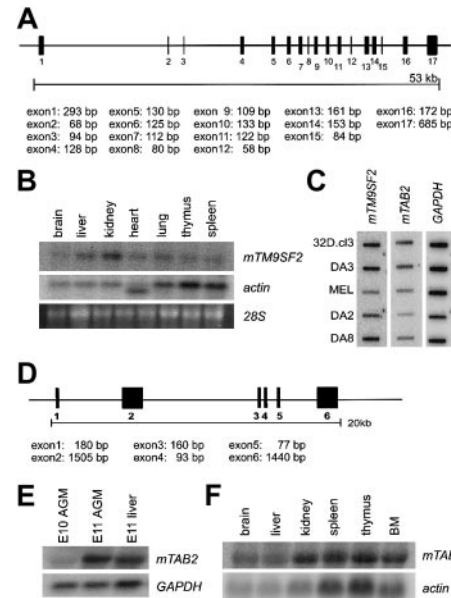 A
1 2 3 4 5 6 7 8 9 10 11 12 13 14 15 16 17
53 kb
exon1: 293 bp exon5: 130 bp exon 9: 109 bp exon13: 161 bp exon16: 172 bp
exon2: 68 bp exon6: 125 bp exon10: 133 bp exon14: 153 bp exon17: 685 bp
exon3: 94 bp exon7: 112 bp exon11: 122 bp exon15: 84 bp
exon4: 128 bp exon8: 80 bp exon12: 58 bp
B
brain liver kidney heart lung thymus spleen
mTM9SF2
actin
28S
C
mTM9SF2 mTAB2 GAPDH
32D.cl3
DA3
MEL
DA2
DA8
D
1 2 3 4 5 6
20kb
exon1: 180 bp exon3: 160 bp exon5: 77 bp
exon2: 1505 bp exon4: 93 bp exon6: 1440 bp
E
E10 AGM E11 AGM E11 liver
mTAB2
GAPDH
F
brain liver kidney spleen thymus BM
mTAB
actin